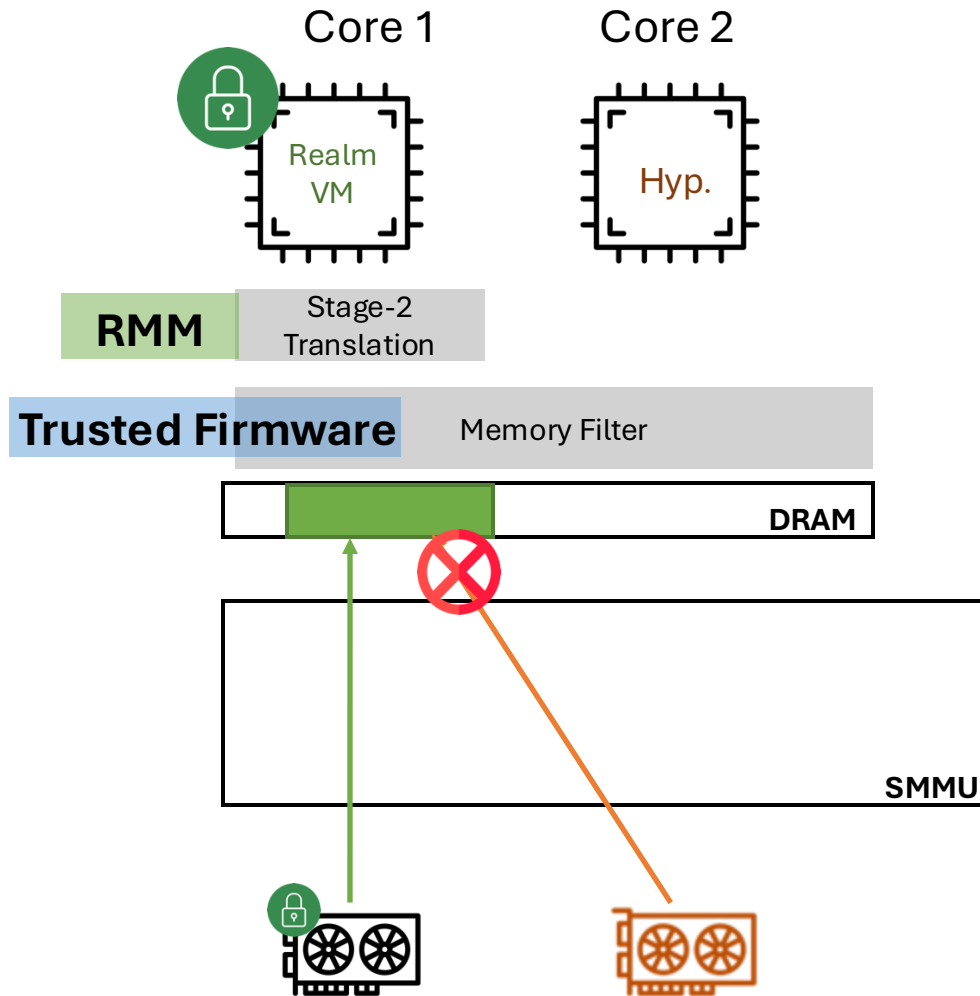 Core 1
Core 2
Realm
VM
Hyp.
RMM
Stage-2
Translation
Trusted Firmware
Memory Filter
DRAM
SMMU